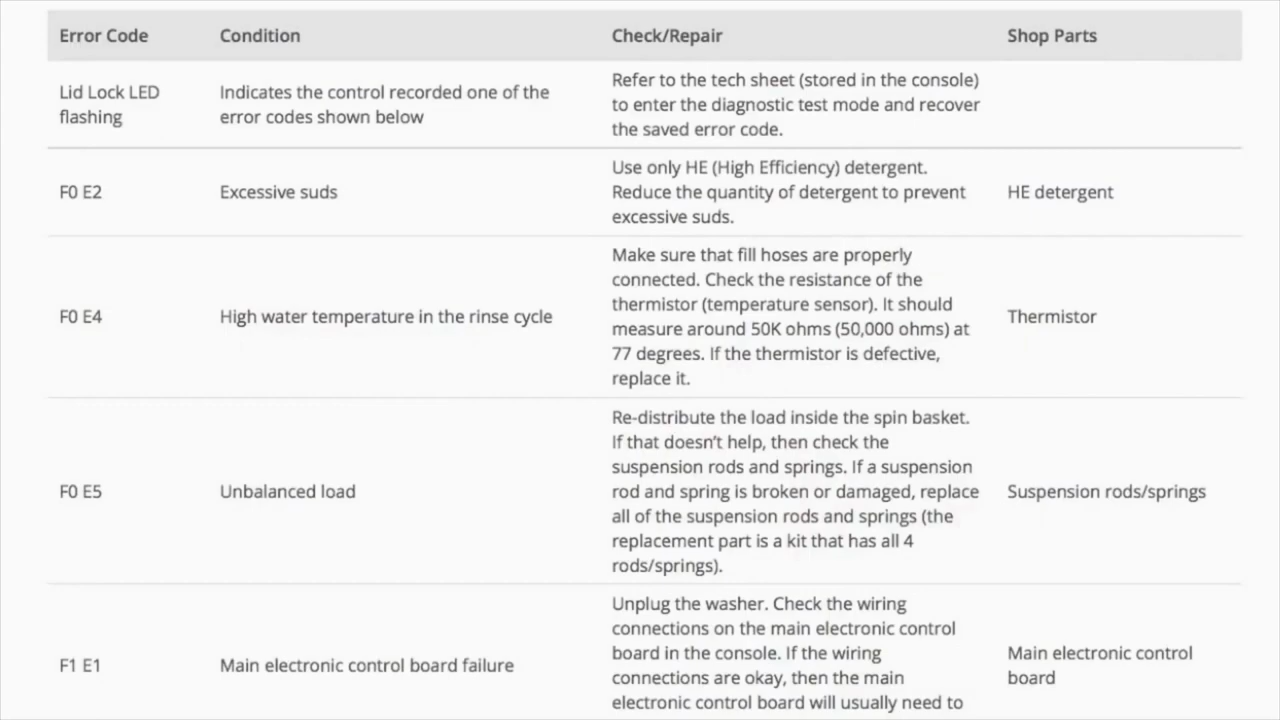 Error Code Condition Check/Repair Shop Parts
Lid Lock LED
flashing
Indicates the control recorded one of the
error codes shown below
Refer to the tech sheet (stored in the console)
to enter the diagnostic test mode and recover
the saved error code.
F0 E2
Excessive suds
Use only HE (High Efficiency) detergent.
Reduce the quantity of detergent to prevent
excessive suds.
HE detergent
F0 E4
High water temperature in the rinse cycle
Make sure that fill hoses are properly
connected. Check the resistance of the
thermistor (temperature sensor). It should
measure around 50K ohms (50,000 ohms) at
77 degrees. If the thermistor is defective,
replace it.
Thermistor
F0 E5
Unbalanced load
Re-distribute the load inside the spin basket.
If that doesn't help, then check the
suspension rods and springs. If a suspension
rod and spring is broken or damaged, replace
all of the suspension rods and springs (the
replacement part is a kit that has all 4
rods/springs).
Suspension rods/springs
F1 E1
Main electronic control board failure
Unplug the washer. Check the wiring
connections on the main electronic control
board in the console. If the wiring
connections are okay, then the main
electronic control board will usually need to
Main electronic control
board